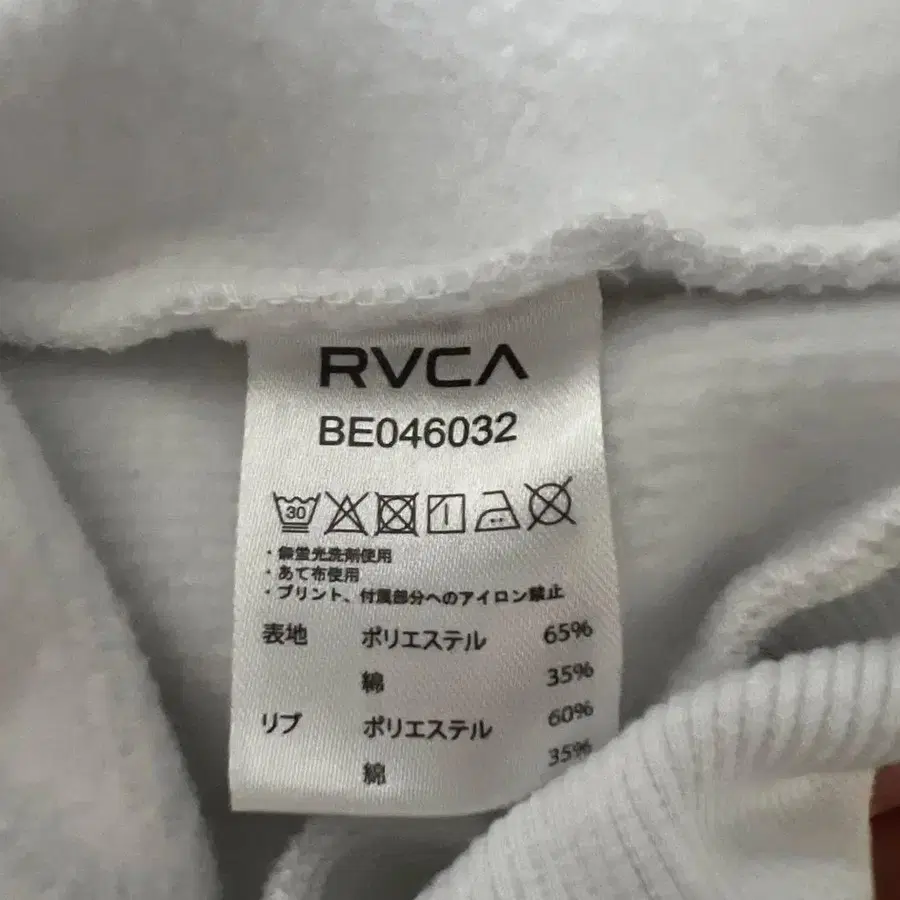 RVCA
BE046032
30
・無蛍光洗剤使用
・あて布使用
・プリント、付属部分へのアイロン禁止
表地 ポリエステル 65%
綿 35%
リブ ポリエステル 60%
綿 35%